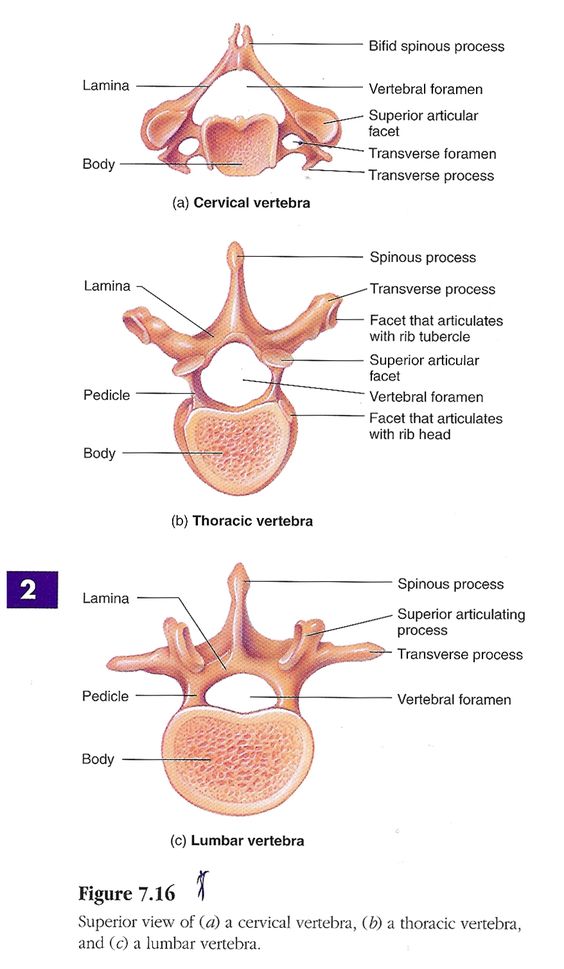 Bifid spinous process
Lamina
Vertebral foramen
Superior articular
facet
Transverse foramen
Body
Transverse process
(a) Cervical vertebra
Spinous process
Lamina
Transverse process
Facet that articulates
with rib tubercle
Superior articular
facet
Pedicle
Vertebral foramen
Facet that articulates
with rib head
Body
(b) Thoracic vertebra
2
Spinous process
Lamina
Superior articulating
process
Transverse process
Pedicle
Vertebral foramen
Body
(c) Lumbar vertebra
Figure 7.16
Superior view of (a) a cervical vertebra, (b) a thoracic vertebra,
and (c) a lumbar vertebra.